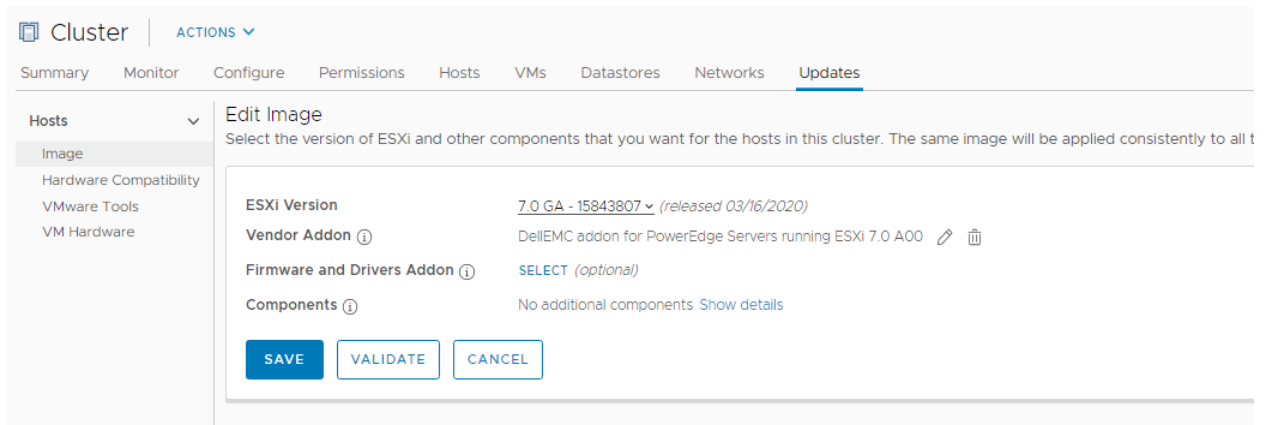 Cluster ACTIONS
Summary Monitor Configure Permissions Hosts VMs Datastores Networks Updates
Hosts
Image
Hardware Compatibility
VMware Tools
VM Hardware
Edit Image
Select the version of ESXi and other components that you want for the hosts in this cluster. The same image will be applied consistently to all t
ESXi Version 7.0 GA - 15843807 (released 03/16/2020)
Vendor Addon DellEMC addon for PowerEdge Servers running ESXi 7.0 A00
Firmware and Drivers Addon SELECT (optional)
Components No additional components Show details
SAVE VALIDATE CANCEL